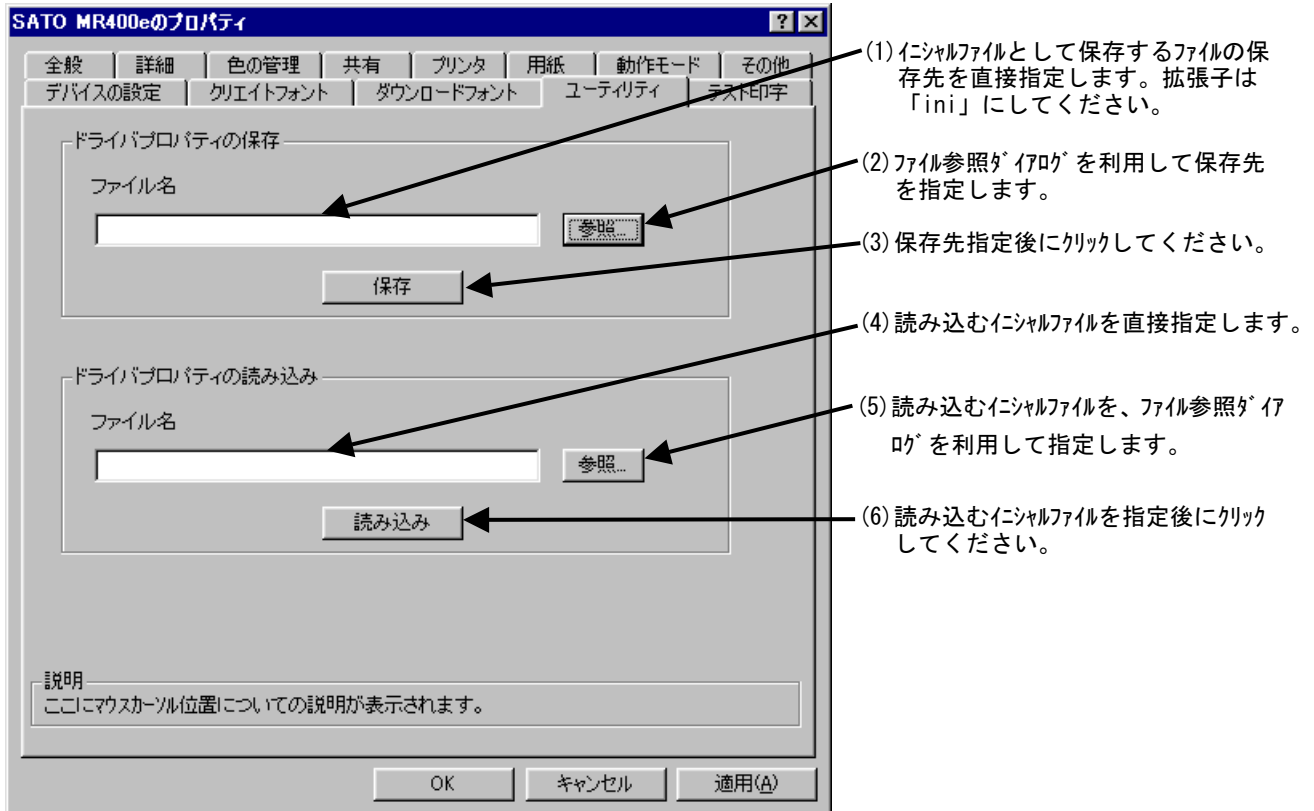 SATO MR400eのプロパティ
全般 詳細 色の管理 共有 プリンタ 用紙 動作モード その他
デバイスの設定 クリエイトフォント ダウンロードフォント ユーティリティ テスト印字
ドライバプロパティの保存
ファイル名
参照...
保存
ドライバプロパティの読み込み
ファイル名
参照...
読み込み
説明
ここにマウスカーソル位置についての説明が表示されます。
OK キャンセル 適用(A)
(1)ｲﾆｼｬﾙﾌｧｲﾙとして保存するﾌｧｲﾙの保
存先を直接指定します。拡張子は
「ini」にしてください。
(2)ﾌｧｲﾙ参照ﾀﾞｲｱﾛｸﾞを利用して保存先
を指定します。
(3)保存先指定後にｸﾘｯｸしてください。
(4)読み込むｲﾆｼｬﾙﾌｧｲﾙを直接指定します。
(5)読み込むｲﾆｼｬﾙﾌｧｲﾙを、ﾌｧｲﾙ参照ﾀﾞｲｱ
ﾛｸﾞを利用して指定します。
(6)読み込むｲﾆｼｬﾙﾌｧｲﾙを指定後にｸﾘｯｸ
してください。